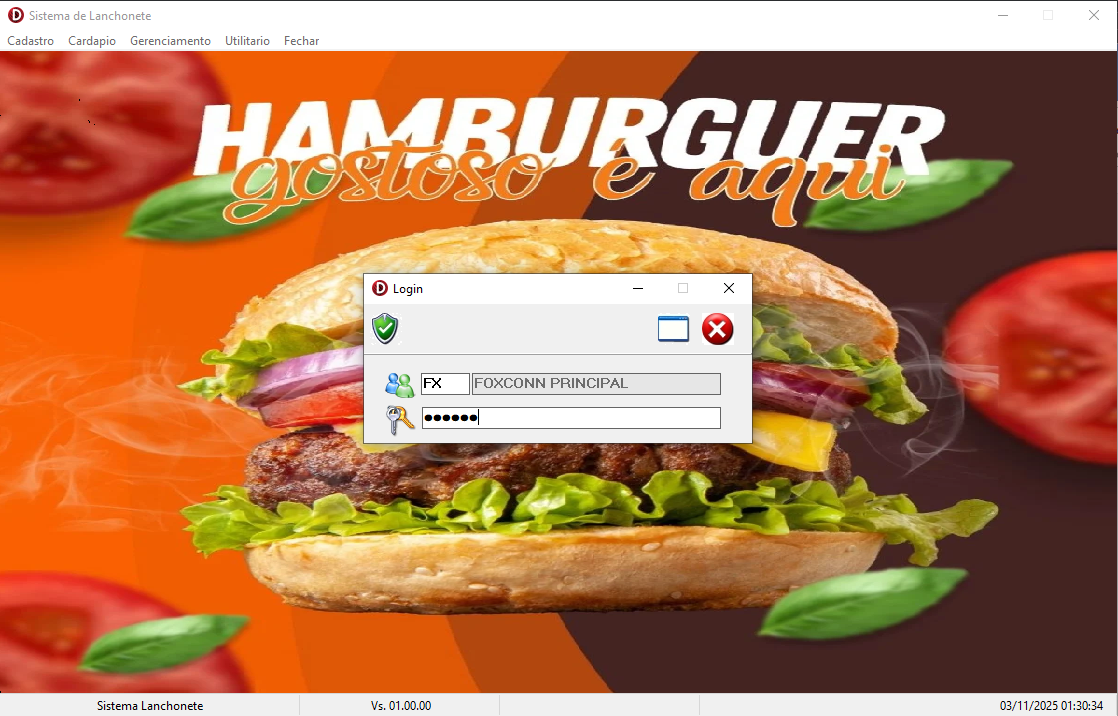 Sistema de Lanchonete
Cadastro Cardapio Gerenciamento Utilitario Fechar
HAMBURGUER
gostoso é aqui
Login
FX FOXCONN PRINCIPAL
●●●●●●
Sistema Lanchonete Vs. 01.00.00 03/11/2025 01:30:34